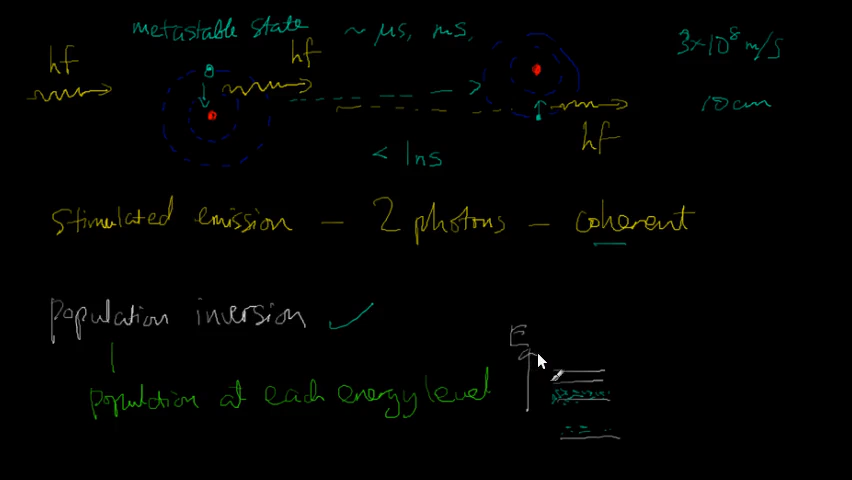 metastable state ~ μs, ms,
3×10⁸ m/s
hf
hf
10cm
hf
< 1ns
Stimulated emission – 2 photons – coherent
population inversion ✓
E
population at each energy level